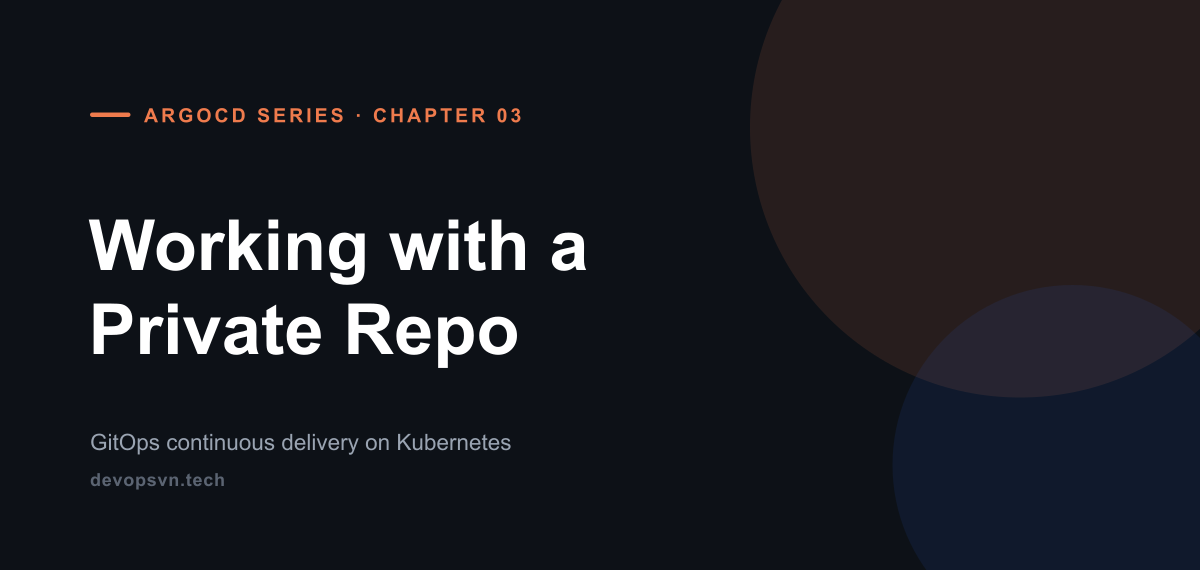 ARGOCD SERIES · CHAPTER 03
Working with a
Private Repo
GitOps continuous delivery on Kubernetes
devopsvn.tech